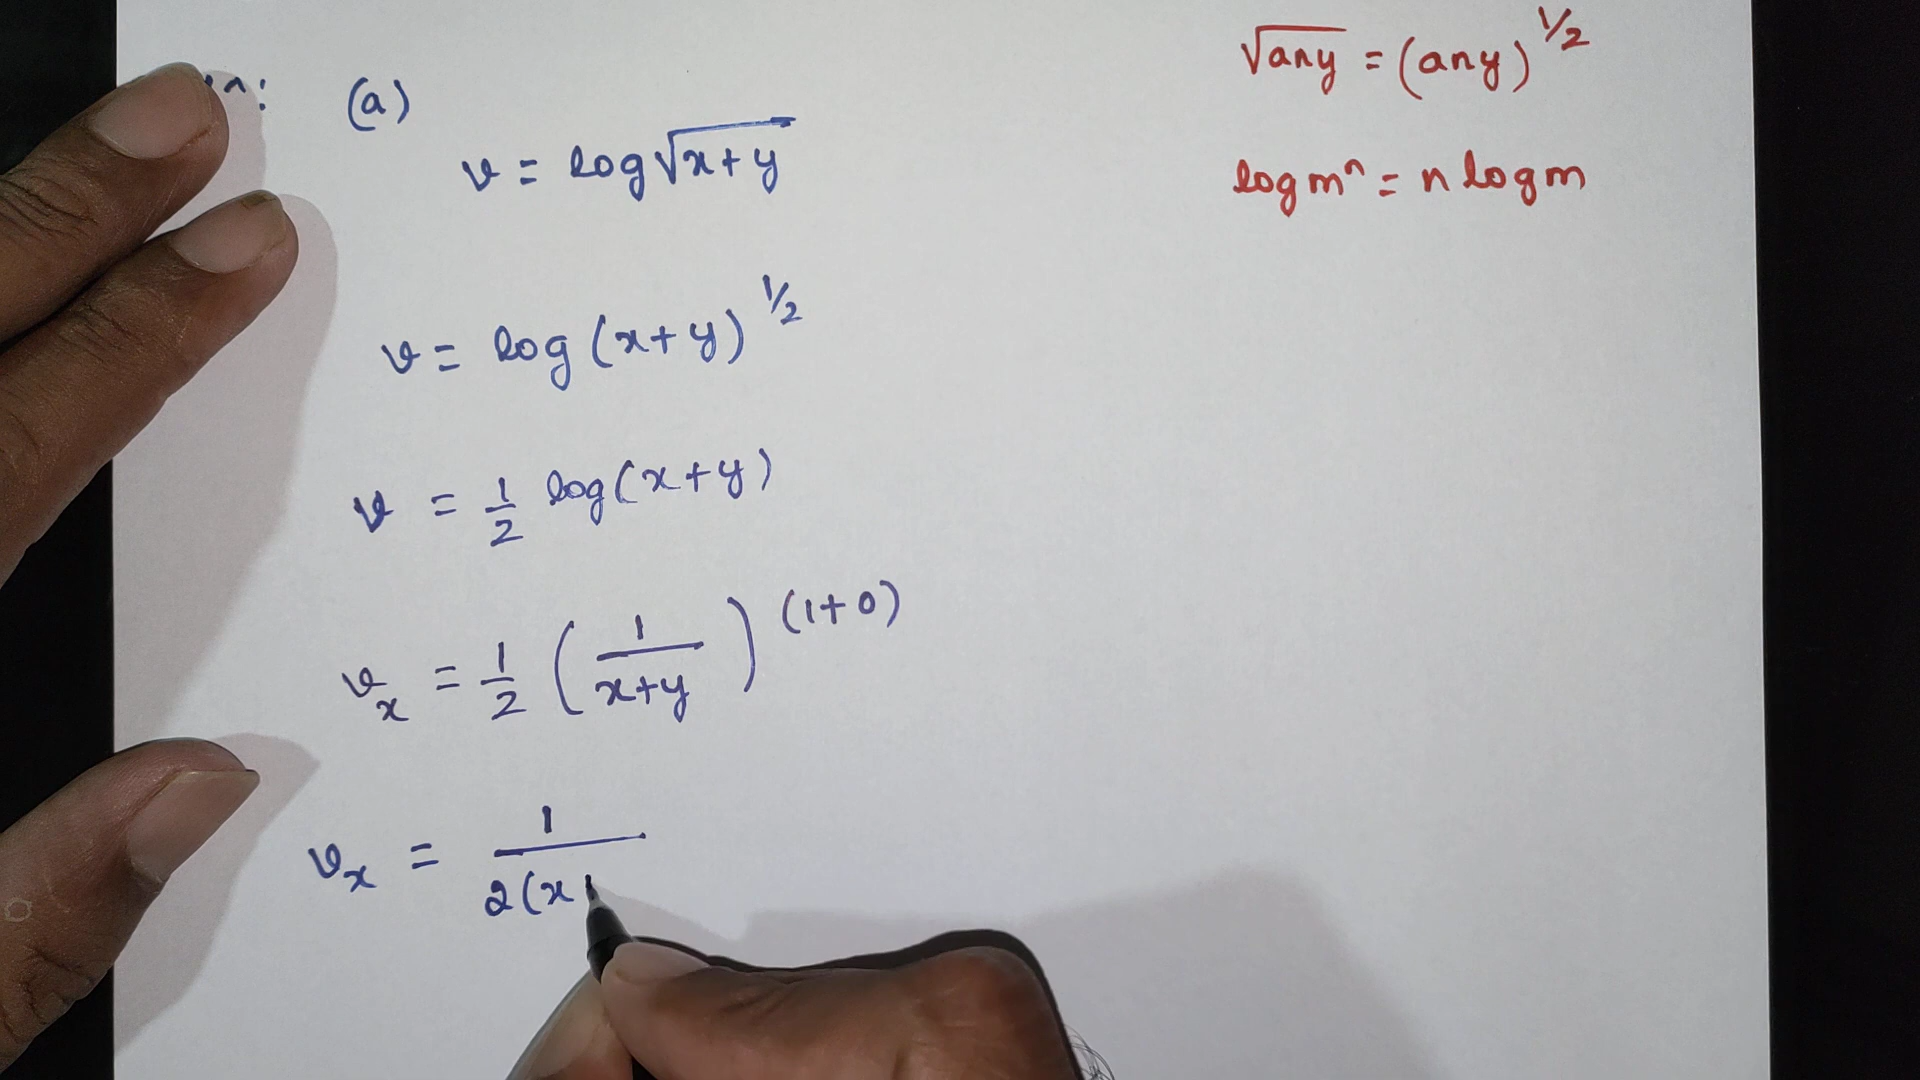 (a)
v = log√x+y
v = log (x+y)^1/2
v = 1/2 log(x+y)
v_x = 1/2 (1/x+y) (1+0)
v_x = 1/2(x
√any = (any)^1/2
log m^n = n log m